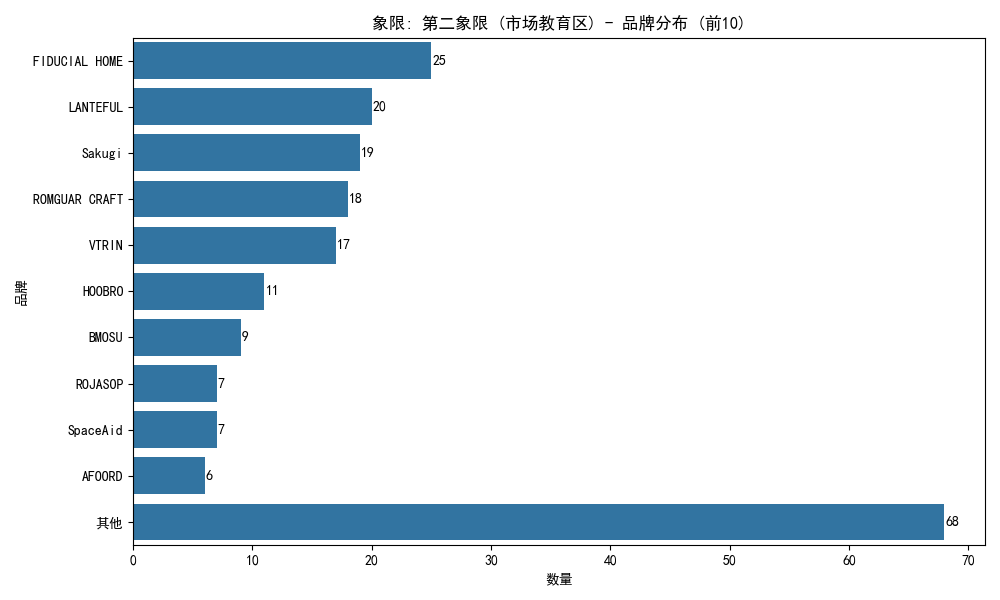 象限: 第二象限 (市场教育区) - 品牌分布 (前10)
品牌
FIDUCIAL HOME 25
LANTEFUL 20
Sakugi 19
ROMGUAR CRAFT 18
VTRIN 17
HOOBRO 11
BMOSU 9
ROJASOP 7
SpaceAid 7
AFOORD 6
其他 68
0 10 20 30 40 50 60 70
数量